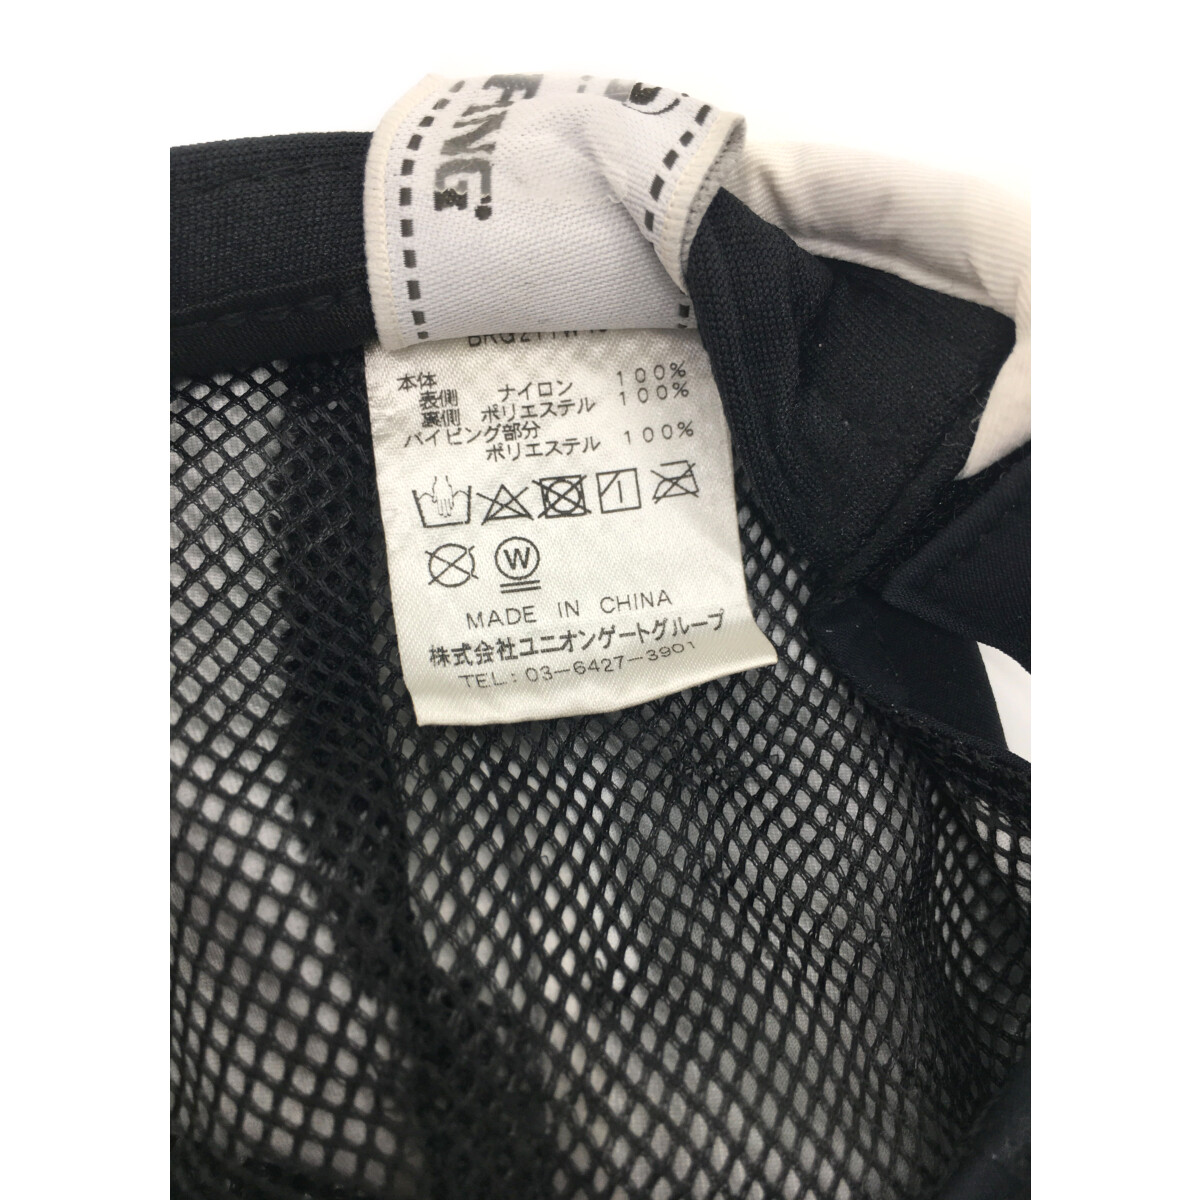 FING
本体
表側 ナイロン 100%
裏側 ポリエステル 100%
パイピング部分
ポリエステル 100%
W
MADE IN CHINA
株式会社ユニオンゲートグループ
TEL: 03-6427-3901